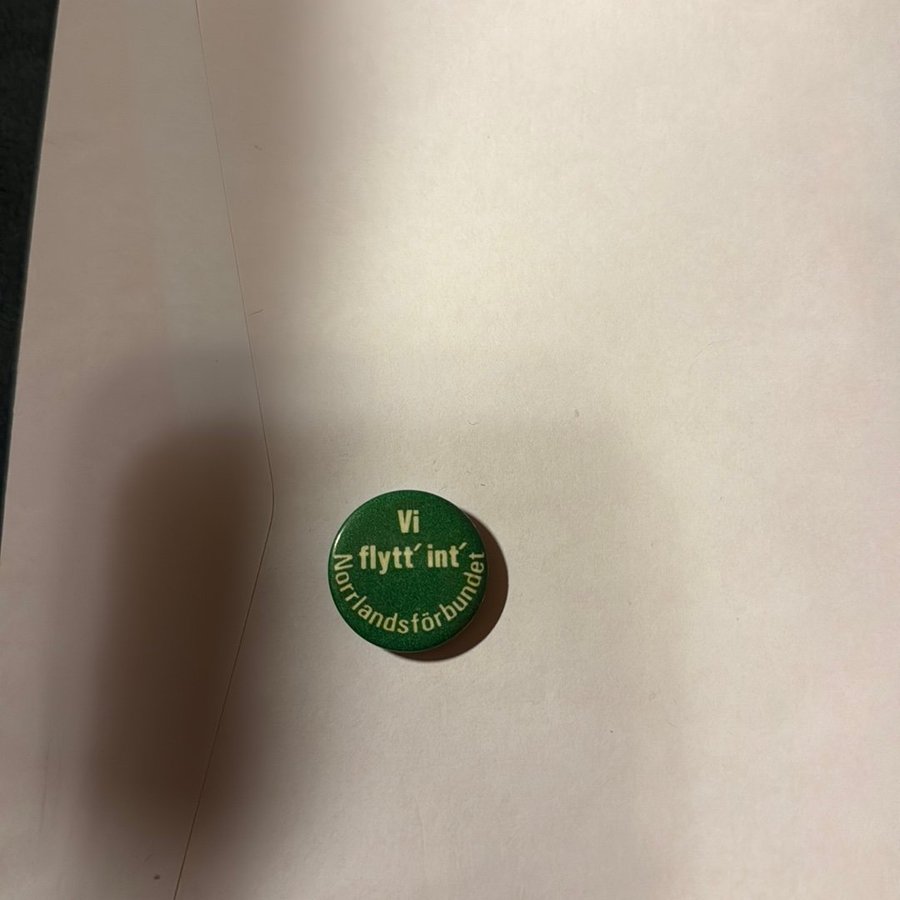 Vi
flytt´ int´
Norrlandsförbundet